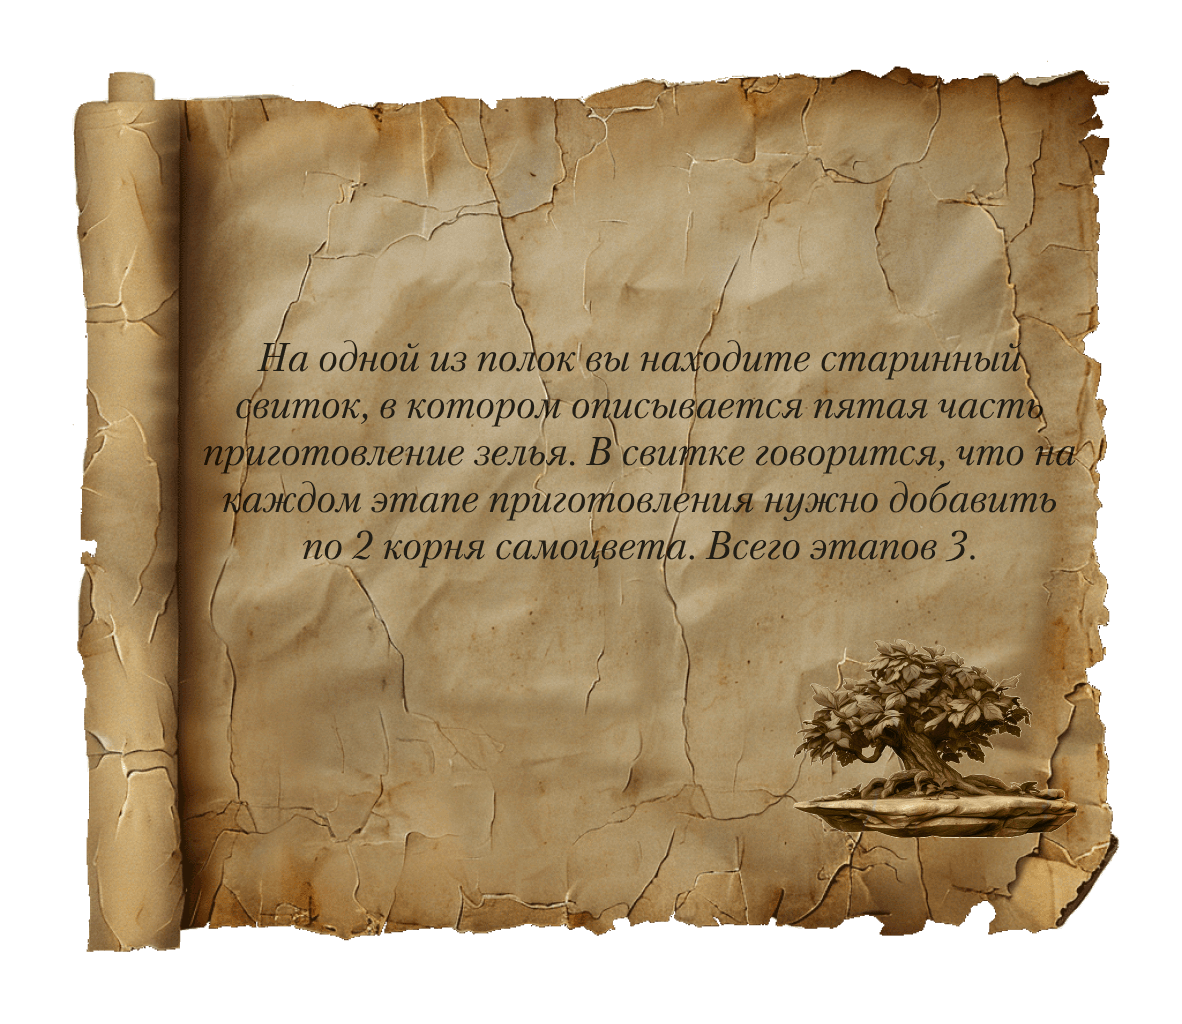 На одной из полок вы находите старинный
свиток, в котором описывается пятая часть
приготовление зелья. В свитке говорится, что на
каждом этапе приготовления нужно добавить
по 2 корня самоцвета. Всего этапов 3.